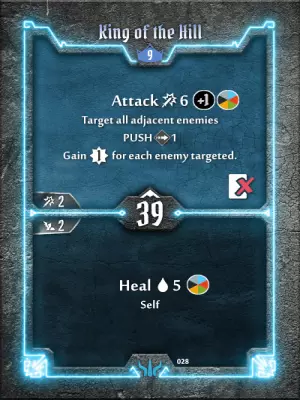 King of the Hill
9
Attack 6 +1
Target all adjacent enemies
PUSH 1
Gain 1 for each enemy targeted.
2
39
2
Heal 5
Self
028